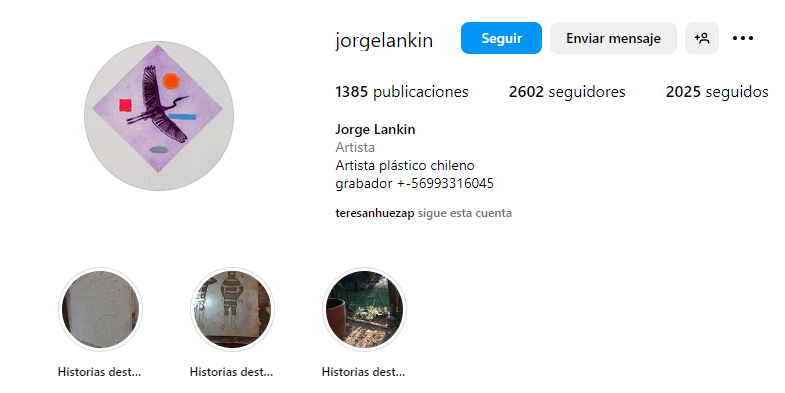 jorgelankin Seguir Enviar mensaje
1385 publicaciones 2602 seguidores 2025 seguidos
Jorge Lankin
Artista
Artista plástico chileno
grabador +-56993316045
teresanhuezap sigue esta cuenta
Historias dest... Historias dest... Historias dest...